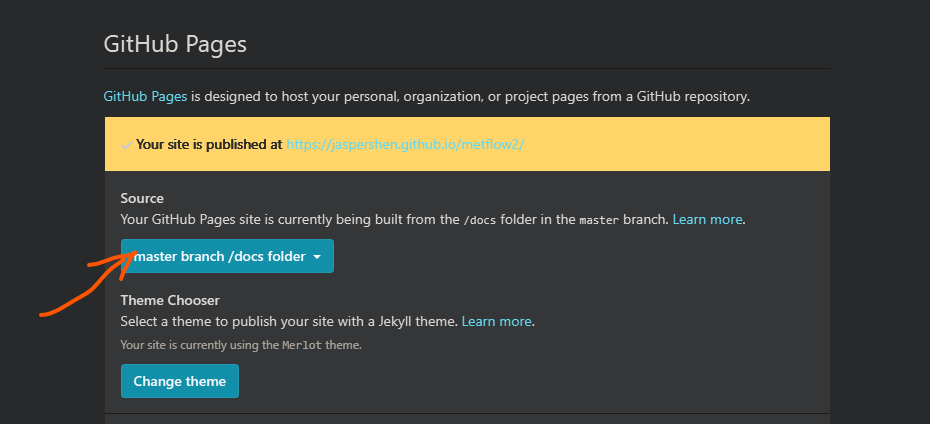 GitHub Pages
GitHub Pages is designed to host your personal, organization, or project pages from a GitHub repository.
Your site is published at https://jaspershen.github.io/metflow2/
Source
Your GitHub Pages site is currently being built from the /docs folder in the master branch. Learn more.
master branch /docs folder
Theme Chooser
Select a theme to publish your site with a Jekyll theme. Learn more.
Your site is currently using the Merlot theme.
Change theme